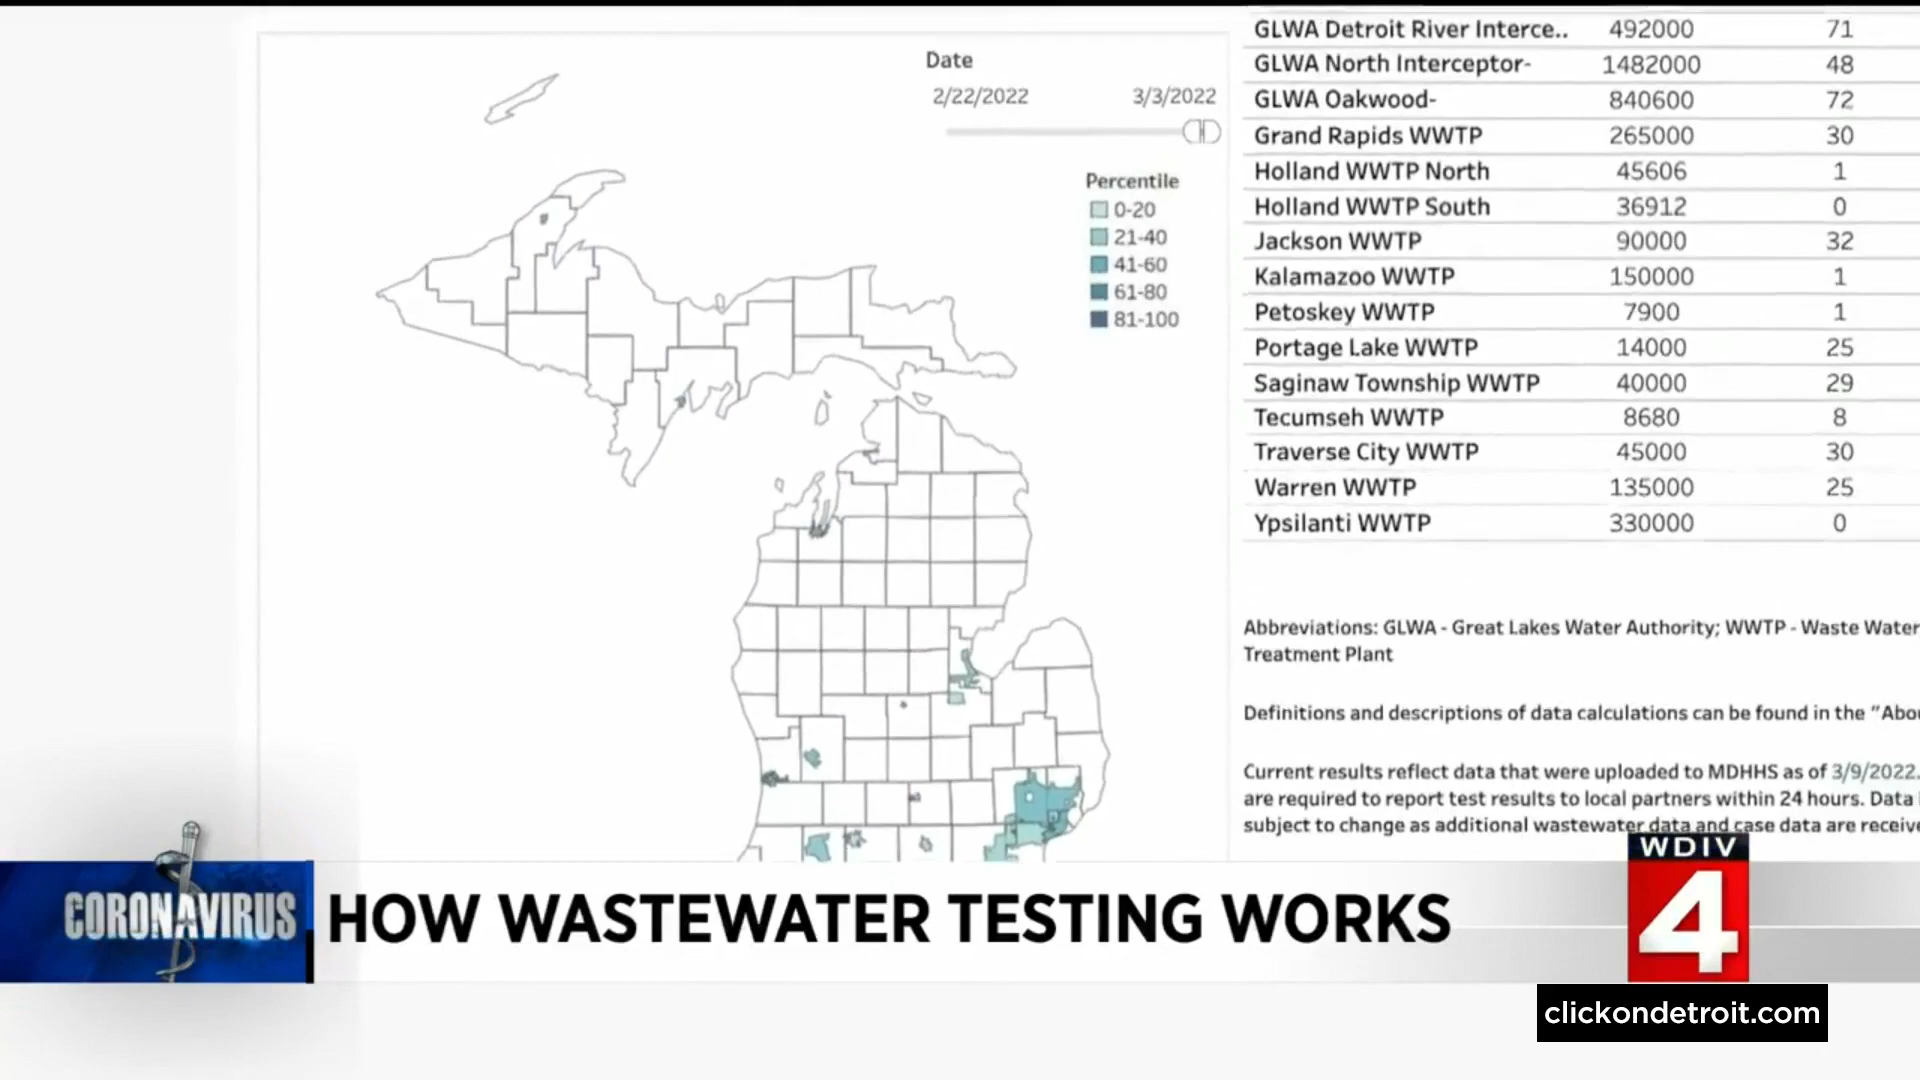 Date
2/22/2022 3/3/2022
Percentile
0-20
21-40
41-60
61-80
81-100
GLWA Detroit River Interce.. 492000 71
GLWA North Interceptor- 1482000 48
GLWA Oakwood- 840600 72
Grand Rapids WWTP 265000 30
Holland WWTP North 45606 1
Holland WWTP South 36912 0
Jackson WWTP 90000 32
Kalamazoo WWTP 150000 1
Petoskey WWTP 7900 1
Portage Lake WWTP 14000 25
Saginaw Township WWTP 40000 29
Tecumseh WWTP 8680 8
Traverse City WWTP 45000 30
Warren WWTP 135000 25
Ypsilanti WWTP 330000 0
Abbreviations: GLWA - Great Lakes Water Authority; WWTP - Waste Water
Treatment Plant
Definitions and descriptions of data calculations can be found in the "Abou
Current results reflect data that were uploaded to MDHHS as of 3/9/2022.
are required to report test results to local partners within 24 hours. Data
subject to change as additional wastewater data and case data are receive
CORONAVIRUS
HOW WASTEWATER TESTING WORKS
WDIV
4
clickondetroit.com